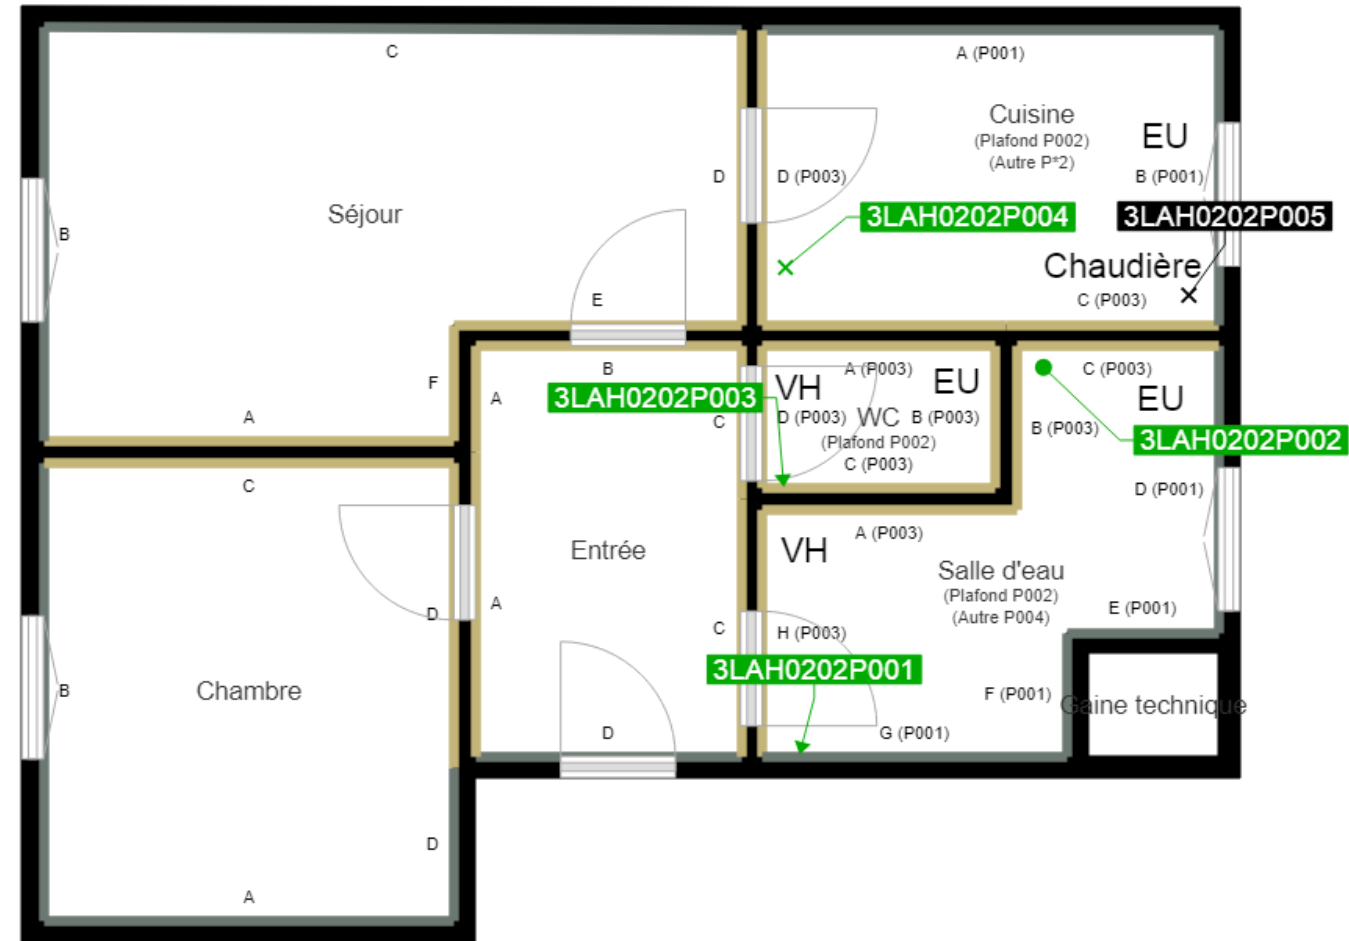 C
A (P001)
Cuisine
(Plafond P002)
(Autre P*2)
EU
D
D (P003)
B (P001)
3LAH0202P004
3LAH0202P005
Séjour
B
Chaudière
C (P003)
E
F
A
A
B
C
3LAH0202P003
VH
A (P003)
EU
D (P003)
WC
B (P003)
(Plafond P002)
C (P003)
C (P003)
EU
B (P003)
3LAH0202P002
D (P001)
C
Chambre
B
D
D
A
Entrée
A
C
D
VH
A (P003)
Salle d'eau
(Plafond P002)
(Autre P004)
E (P001)
H (P003)
3LAH0202P001
F (P001)
G (P001)
Gaine technique